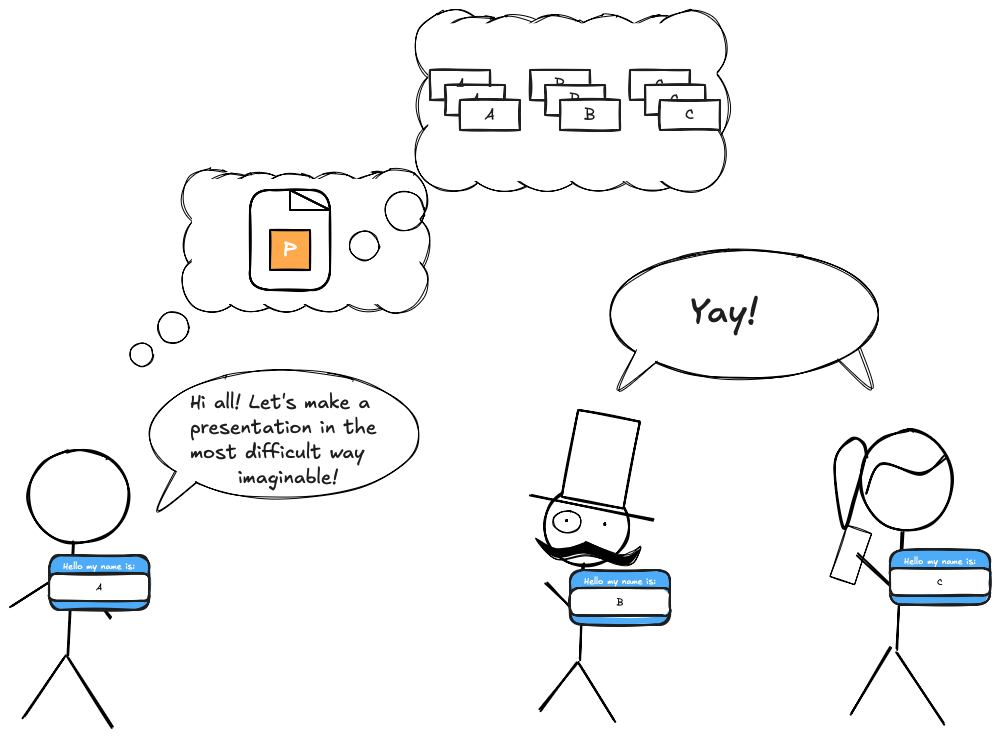 A B C
A B C
A B C
P
Yay!
Hi all! Let's make a
presentation in the
most difficult way
imaginable!
Hello my name is:
A
Hello my name is:
B
Hello my name is:
C